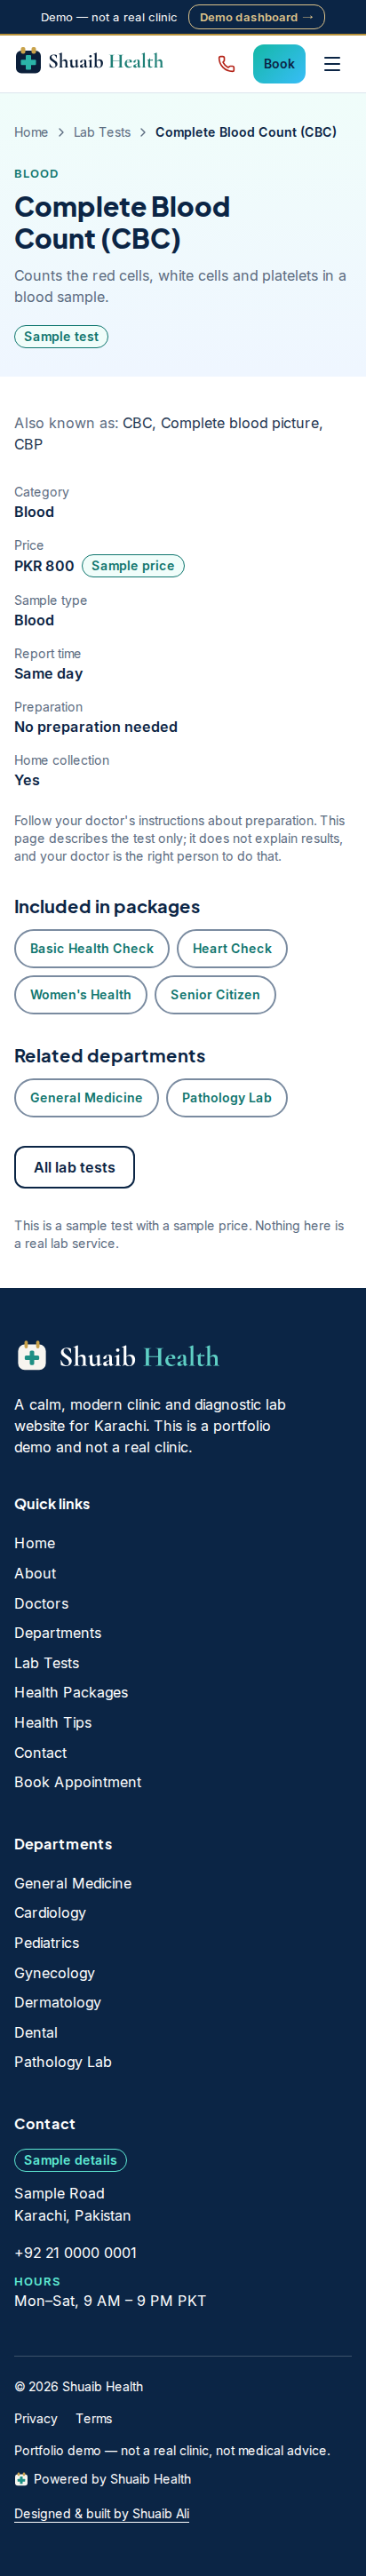 Demo — not a real clinic Demo dashboard →
Shuaib Health Book
Home > Lab Tests > Complete Blood Count (CBC)
BLOOD
Complete Blood
Count (CBC)
Counts the red cells, white cells and platelets in a
blood sample.
Sample test
Also known as: CBC, Complete blood picture,
CBP
Category
Blood
Price
PKR 800 Sample price
Sample type
Blood
Report time
Same day
Preparation
No preparation needed
Home collection
Yes
Follow your doctor's instructions about preparation. This
page describes the test only; it does not explain results,
and your doctor is the right person to do that.
Included in packages
Basic Health Check Heart Check
Women's Health Senior Citizen
Related departments
General Medicine Pathology Lab
All lab tests
This is a sample test with a sample price. Nothing here is
a real lab service.
Shuaib Health
A calm, modern clinic and diagnostic lab
website for Karachi. This is a portfolio
demo and not a real clinic.
Quick links
Home
About
Doctors
Departments
Lab Tests
Health Packages
Health Tips
Contact
Book Appointment
Departments
General Medicine
Cardiology
Pediatrics
Gynecology
Dermatology
Dental
Pathology Lab
Contact
Sample details
Sample Road
Karachi, Pakistan
+92 21 0000 0001
HOURS
Mon–Sat, 9 AM – 9 PM PKT
© 2026 Shuaib Health
Privacy Terms
Portfolio demo — not a real clinic, not medical advice.
Powered by Shuaib Health
Designed & built by Shuaib Ali